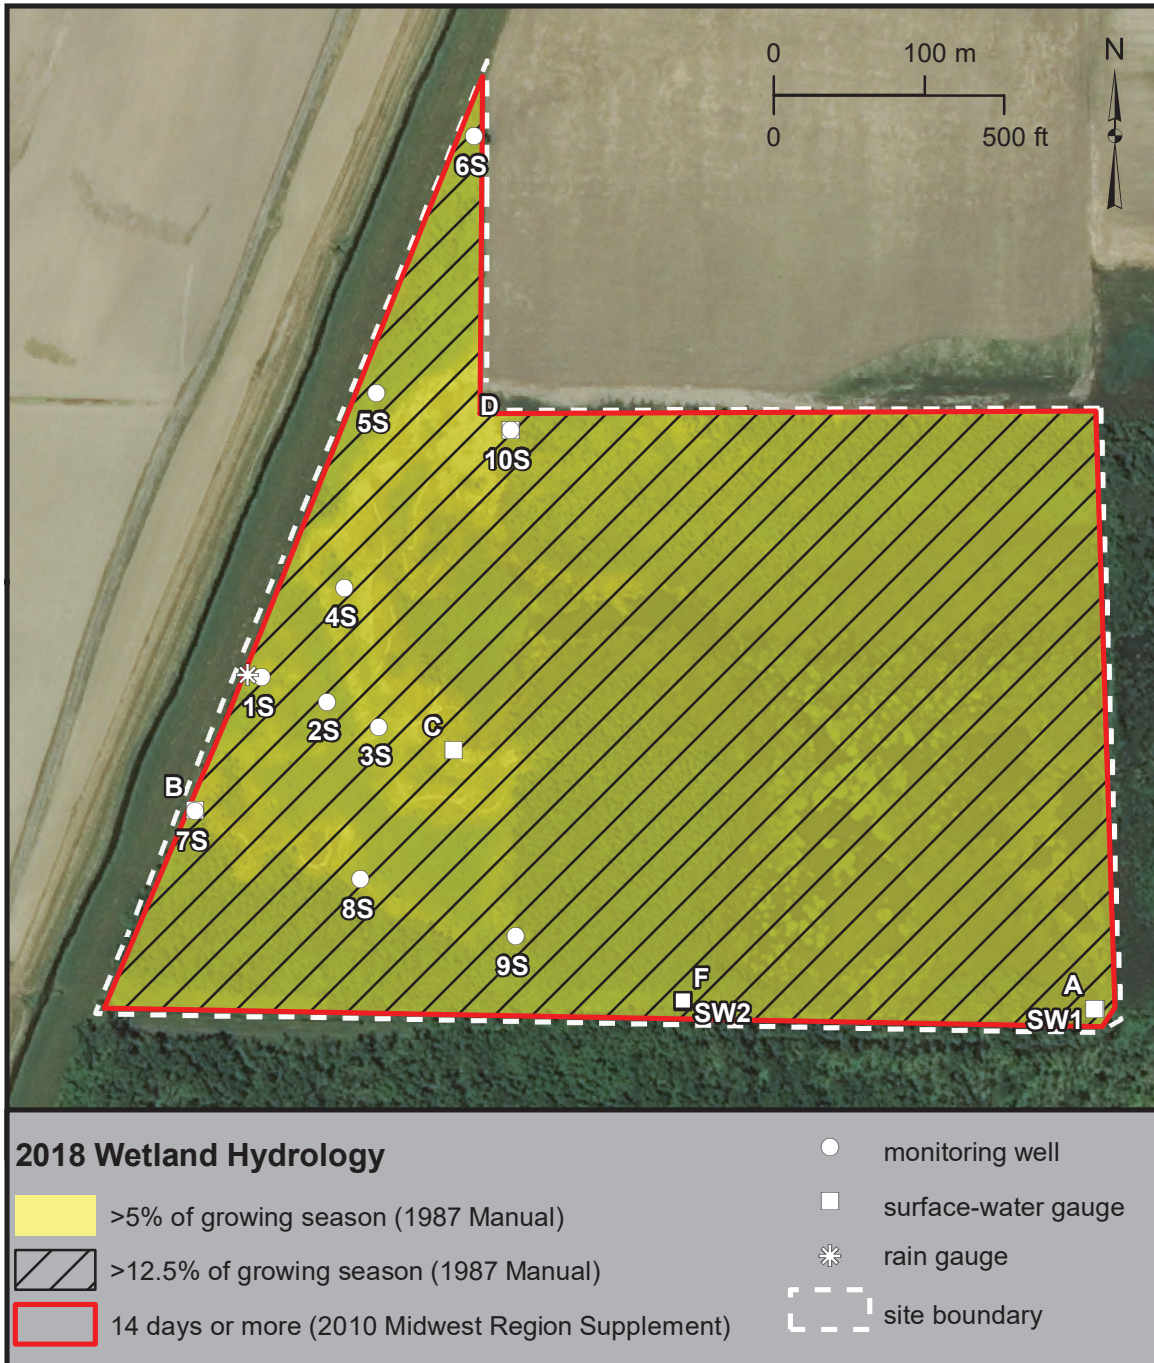 0 100 m N
0 500 ft
6S
5S
D
10S
4S
1S
2S
3S
C
B
7S
8S
9S
F
SW2
A
SW1
2018 Wetland Hydrology
>5% of growing season (1987 Manual)
>12.5% of growing season (1987 Manual)
14 days or more (2010 Midwest Region Supplement)
monitoring well
surface-water gauge
rain gauge
site boundary